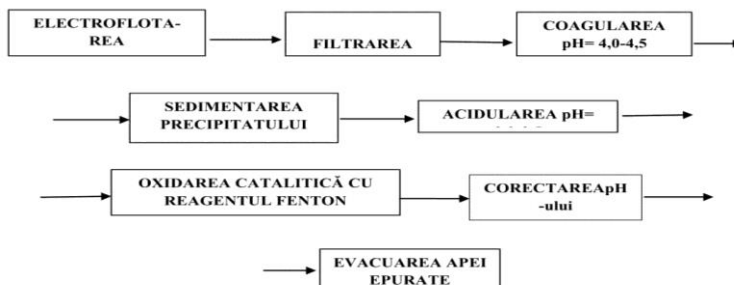 ELECTROFLOTA-
REA
FILTRAREA
COAGULAREA
pH= 4,0-4,5
SEDIMENTAREA
PRECIPITATULUI
ACIDULAREA pH=
OXIDAREA CATALITICĂ CU
REAGENTUL FENTON
CORECTAREApH
-ului
EVACUAREA APEI
EPURATE